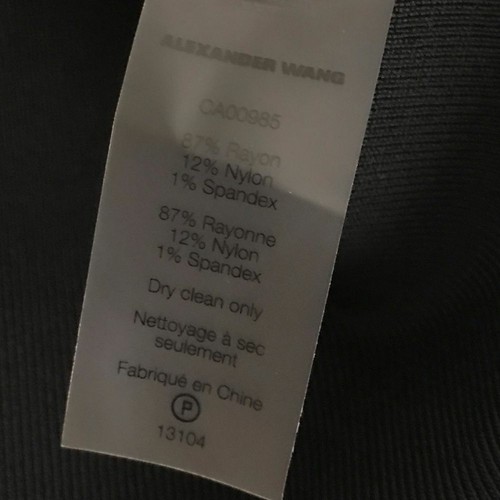 ALEXANDER WANG
CA00985
87% Rayon
12% Nylon
1% Spandex
87% Rayonne
12% Nylon
1% Spandex
Dry clean only
Nettoyage à sec
seulement
Fabriqué en Chine
P
13104